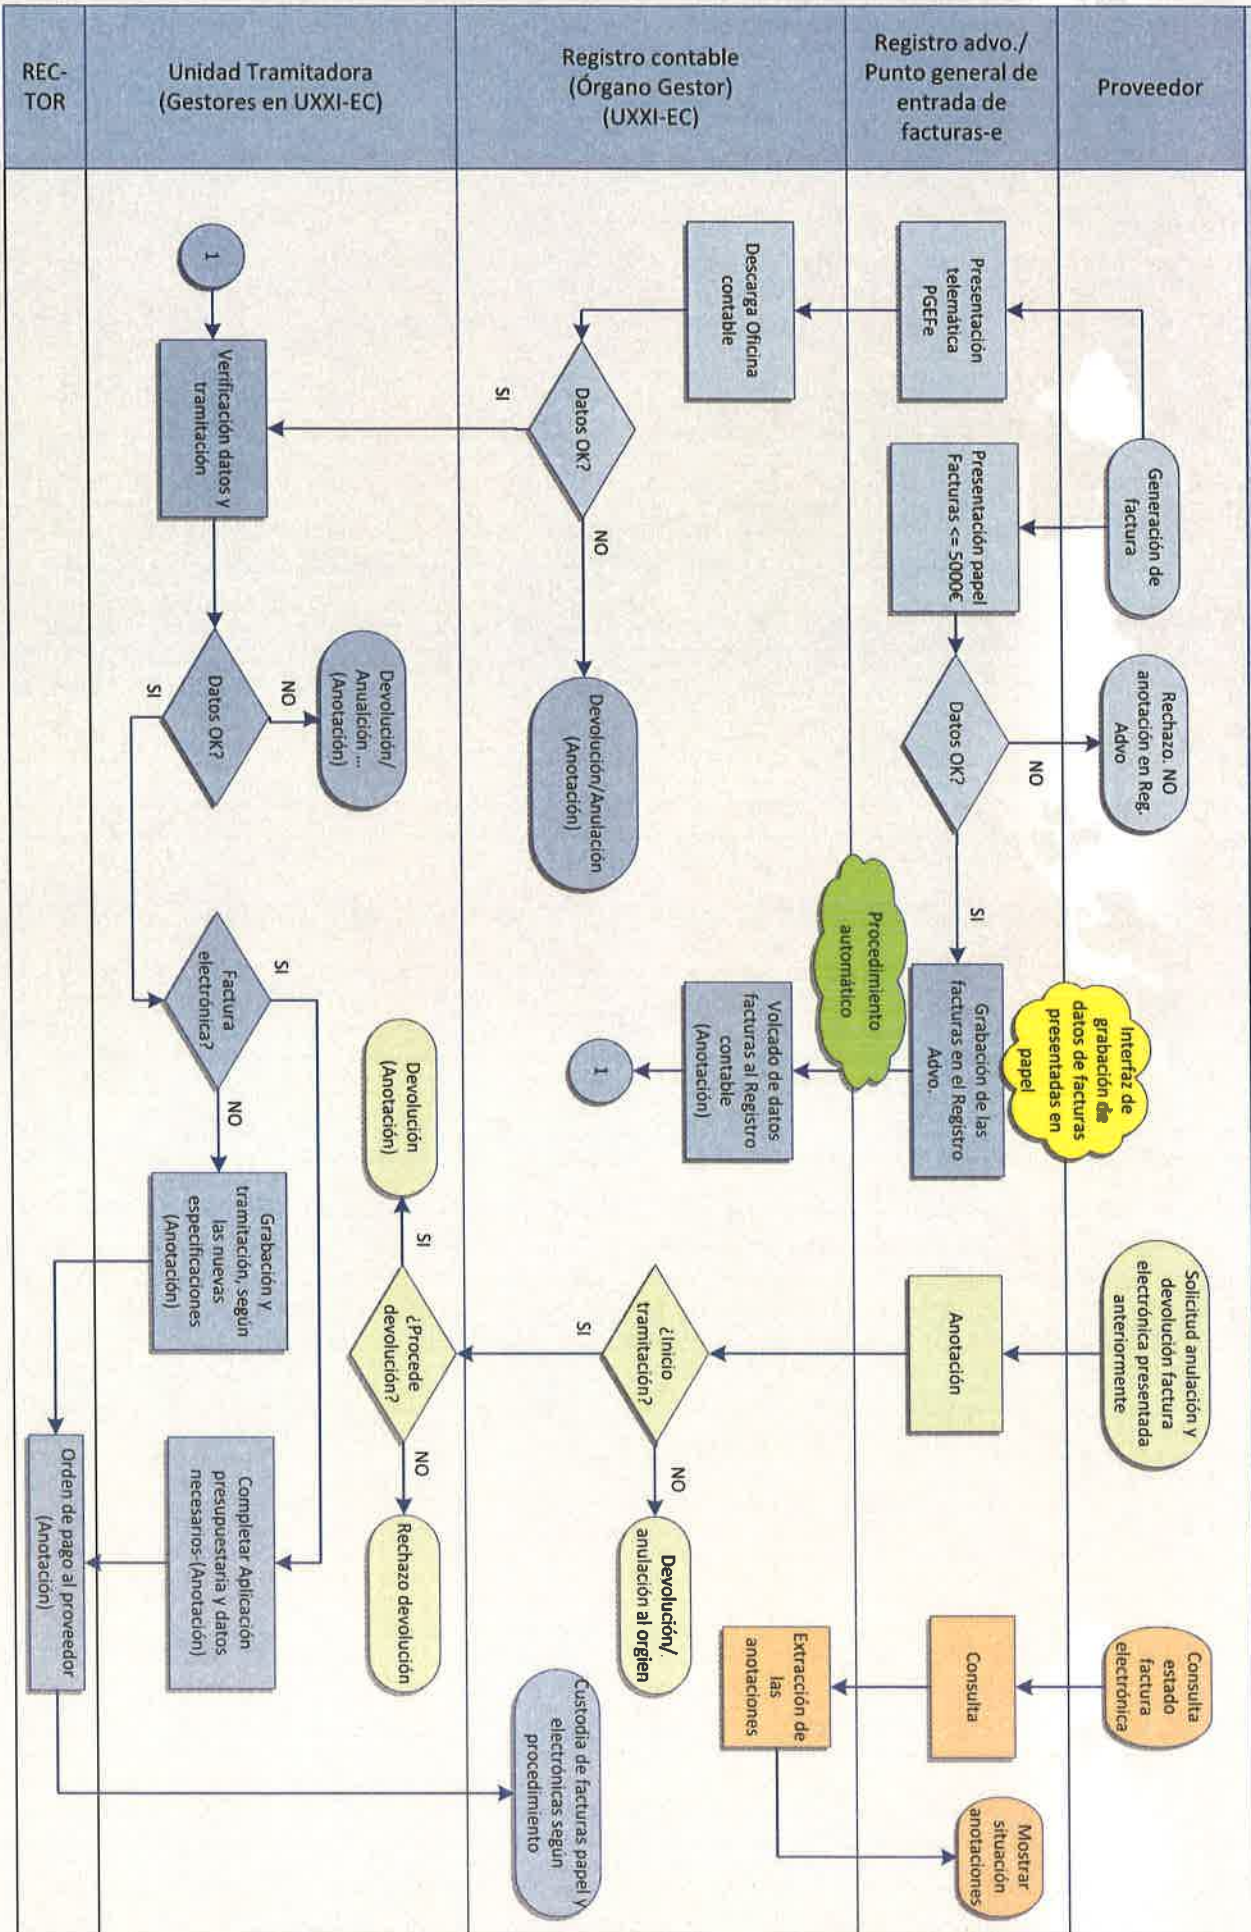 REC-
TOR
Unidad Tramitadora
(Gestores en UXXI-EC)
Registro contable
(Órgano Gestor)
(UXXI-EC)
Registro advo./
Punto general de
entrada de
facturas-e
Proveedor
Generación de
factura
Rechazo. NO
anotación en Reg.
Advo
Interfaz de
grabación de
datos de facturas
presentadas en
papel
Solicitud anulación y
devolución factura
electrónica presentada
anteriormente
Consulta
estado
factura
electrónica
Presentación
telemática
PGEFe
Presentación papel
Facturas <= 5000€
Datos OK?
NO
SI
Grabación de las
facturas en el Registro
Advo.
Anotación
Consulta
Mostrar
situación
anotaciones
Procedimiento
automático
Descarga Oficina
contable
Datos OK?
SI
NO
Devolución/Anulación
(Anotación)
Volcado de datos
facturas al Registro
contable
(Anotación)
1
¿Inicio
tramitación?
SI
NO
Devolución/
anulación al orgien
Extracción de
las
anotaciones
Custodia de facturas papel y
electrónicas según
procedimiento
1
Verificación datos y
tramitación
Datos OK?
NO
SI
Devolución/
Anualción ...
(Anotación)
Factura
electrónica?
SI
NO
Devolución
(Anotación)
SI
¿Procede
devolución?
NO
Rechazo devolución
Grabación y
tramitación, según
las nuevas
especificaciones
(Anotación)
Completar Aplicación
presupuestaria y datos
necesarios-(Anotación)
Orden de pago al proveedor
(Anotación)